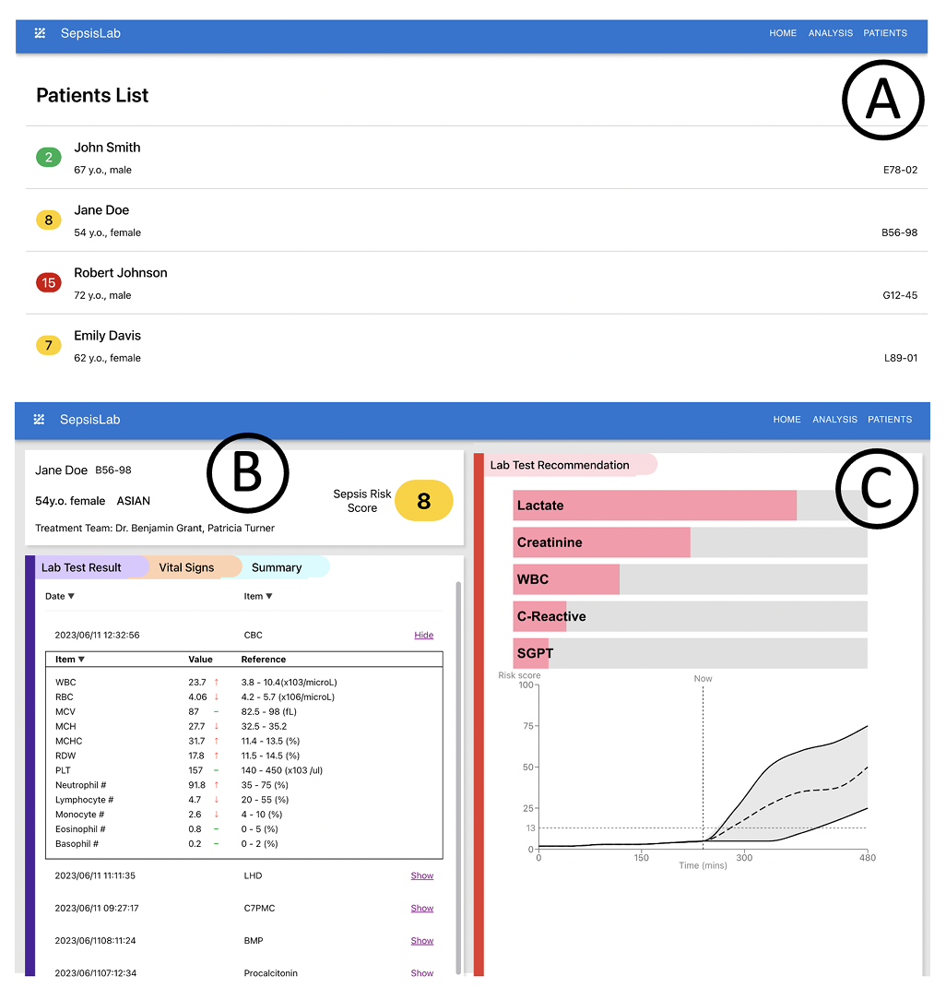 SepsisLab HOME ANALYSIS PATIENTS
A
Patients List
2 John Smith
67 y.o., male E78-02
8 Jane Doe
54 y.o., female B56-98
15 Robert Johnson
72 y.o., male G12-45
7 Emily Davis
62 y.o., female L89-01
SepsisLab HOME ANALYSIS PATIENTS
B
Jane Doe B56-98
54y.o. female ASIAN
Sepsis Risk
Score
8
Treatment Team: Dr. Benjamin Grant, Patricia Turner
Lab Test Result Vital Signs Summary
Date ▼ Item ▼
2023/06/11 12:32:56 CBC Hide
Item ▼ Value Reference
WBC 23.7 ↑ 3.8 - 10.4(x103/microL)
RBC 4.06 ↓ 4.2 - 5.7 (x106/microL)
MCV 87 – 82.5 - 98 (fL)
MCH 27.7 ↓ 32.5 - 35.2
MCHC 31.7 ↑ 11.4 - 13.5 (%)
RDW 17.8 ↑ 11.5 - 14.5 (%)
PLT 157 – 140 - 450 (x103 /ul)
Neutrophil # 91.8 ↑ 35 - 75 (%)
Lymphocyte # 4.7 ↓ 20 - 55 (%)
Monocyte # 2.6 ↓ 4 - 10 (%)
Eosinophil # 0.8 – 0 - 5 (%)
Basophil # 0.2 – 0 - 2 (%)
2023/06/11 11:11:35 LHD Show
2023/06/11 09:27:17 C7PMC Show
2023/06/1108:11:24 BMP Show
2023/06/1107:12:34 Procalcitonin Show
C
Lab Test Recommendation
Lactate
Creatinine
WBC
C-Reactive
SGPT
Risk score
Now
100
75
50
25
13
0
0 150 300 480
Time (mins)